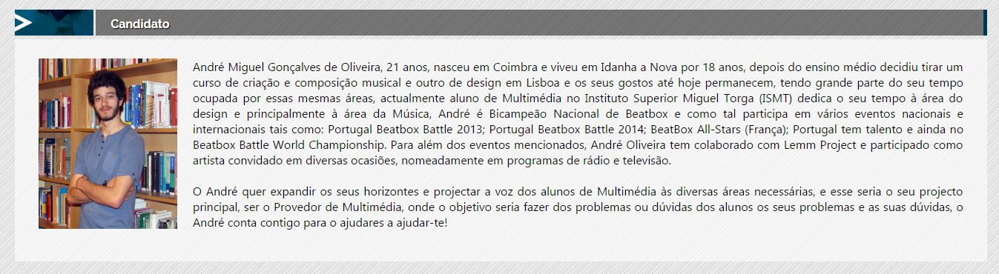 Candidato
André Miguel Gonçalves de Oliveira, 21 anos, nasceu em Coimbra e viveu em Idanha a Nova por 18 anos, depois do ensino médio decidiu tirar um
curso de criação e composição musical e outro de design em Lisboa e os seus gostos até hoje permanecem, tendo grande parte do seu tempo
ocupada por essas mesmas áreas, actualmente aluno de Multimédia no Instituto Superior Miguel Torga (ISMT) dedica o seu tempo à área do
design e principalmente à área da Música, André é Bicampeão Nacional de Beatbox e como tal participa em vários eventos nacionais e
internacionais tais como: Portugal Beatbox Battle 2013; Portugal Beatbox Battle 2014; BeatBox All-Stars (França); Portugal tem talento e ainda no
Beatbox Battle World Championship. Para além dos eventos mencionados, André Oliveira tem colaborado com Lemm Project e participado como
artista convidado em diversas ocasiões, nomeadamente em programas de rádio e televisão.
O André quer expandir os seus horizontes e projectar a voz dos alunos de Multimédia às diversas áreas necessárias, e esse seria o seu projecto
principal, ser o Provedor de Multimédia, onde o objetivo seria fazer dos problemas ou dúvidas dos alunos os seus problemas e as suas dúvidas, o
André conta contigo para o ajudares a ajudar-te!